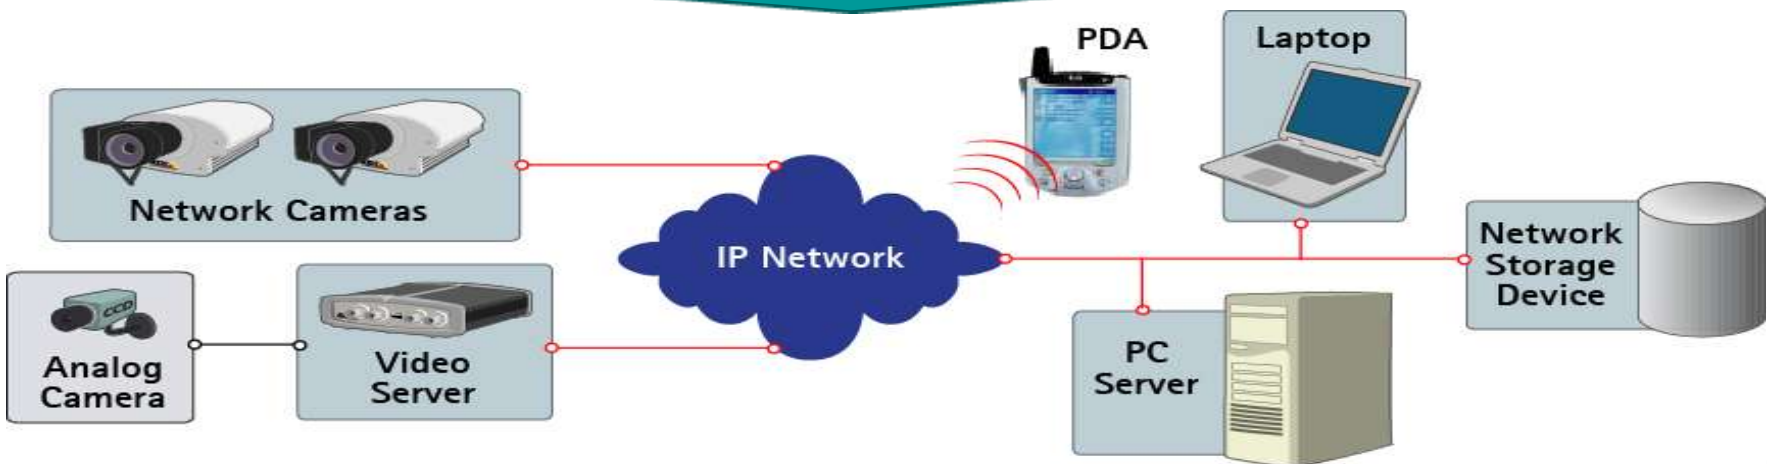 PDA
Laptop
Network Cameras
IP Network
Network
Storage
Device
Analog
Camera
Video
Server
PC
Server